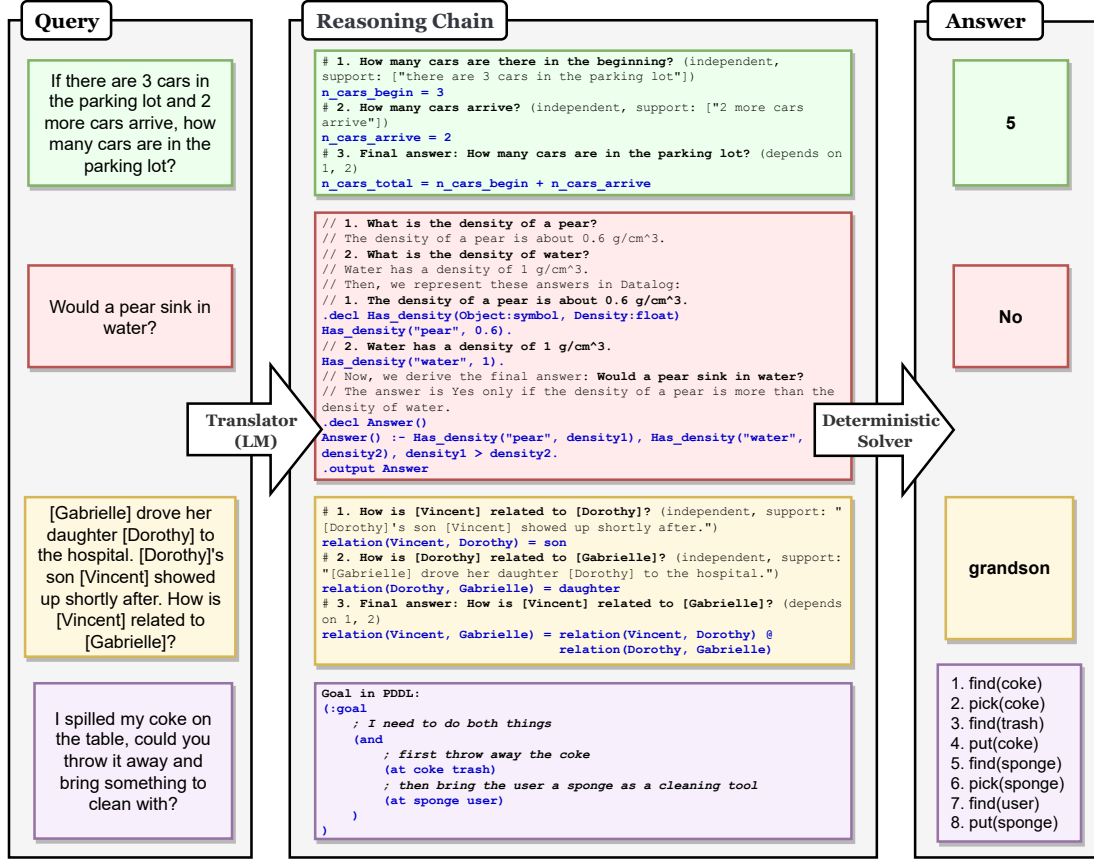 Query
Reasoning Chain
Answer
If there are 3 cars in
the parking lot and 2
more cars arrive, how
many cars are in the
parking lot?
# 1. How many cars are there in the beginning? (independent,
support: ["there are 3 cars in the parking lot"])
n_cars_begin = 3
# 2. How many cars arrive? (independent, support: ["2 more cars
arrive"])
n_cars_arrive = 2
# 3. Final answer: How many cars are in the parking lot? (depends on
1, 2)
n_cars_total = n_cars_begin + n_cars_arrive
5
Would a pear sink in
water?
// 1. What is the density of a pear?
// The density of a pear is about 0.6 g/cm^3.
// 2. What is the density of water?
// Water has a density of 1 g/cm^3.
// Then, we represent these answers in Datalog:
// 1. The density of a pear is about 0.6 g/cm^3.
.decl Has_density(Object:symbol, Density:float)
Has_density("pear", 0.6).
// 2. Water has a density of 1 g/cm^3.
Has_density("water", 1).
// Now, we derive the final answer: Would a pear sink in water?
// The answer is Yes only if the density of a pear is more than the
density of water.
.decl Answer()
Answer() :- Has_density("pear", density1), Has_density("water",
density2), density1 > density2.
.output Answer
No
Translator
(LM)
Deterministic
Solver
[Gabrielle] drove her
daughter [Dorothy] to
the hospital. [Dorothy]'s
son [Vincent] showed
up shortly after. How is
[Vincent] related to
[Gabrielle]?
# 1. How is [Vincent] related to [Dorothy]? (independent, support: "
[Dorothy]'s son [Vincent] showed up shortly after.")
relation(Vincent, Dorothy) = son
# 2. How is [Dorothy] related to [Gabrielle]? (independent, support:
"[Gabrielle] drove her daughter [Dorothy] to the hospital.")
relation(Dorothy, Gabrielle) = daughter
# 3. Final answer: How is [Vincent] related to [Gabrielle]? (depends
on 1, 2)
relation(Vincent, Gabrielle) = relation(Vincent, Dorothy) @
relation(Dorothy, Gabrielle)
grandson
I spilled my coke on
the table, could you
throw it away and
bring something to
clean with?
Goal in PDDL:
(:goal
; I need to do both things
(and
; first throw away the coke
(at coke trash)
; then bring the user a sponge as a cleaning tool
(at sponge user)
)
)
1. find(coke)
2. pick(coke)
3. find(trash)
4. put(coke)
5. find(sponge)
6. pick(sponge)
7. find(user)
8. put(sponge)